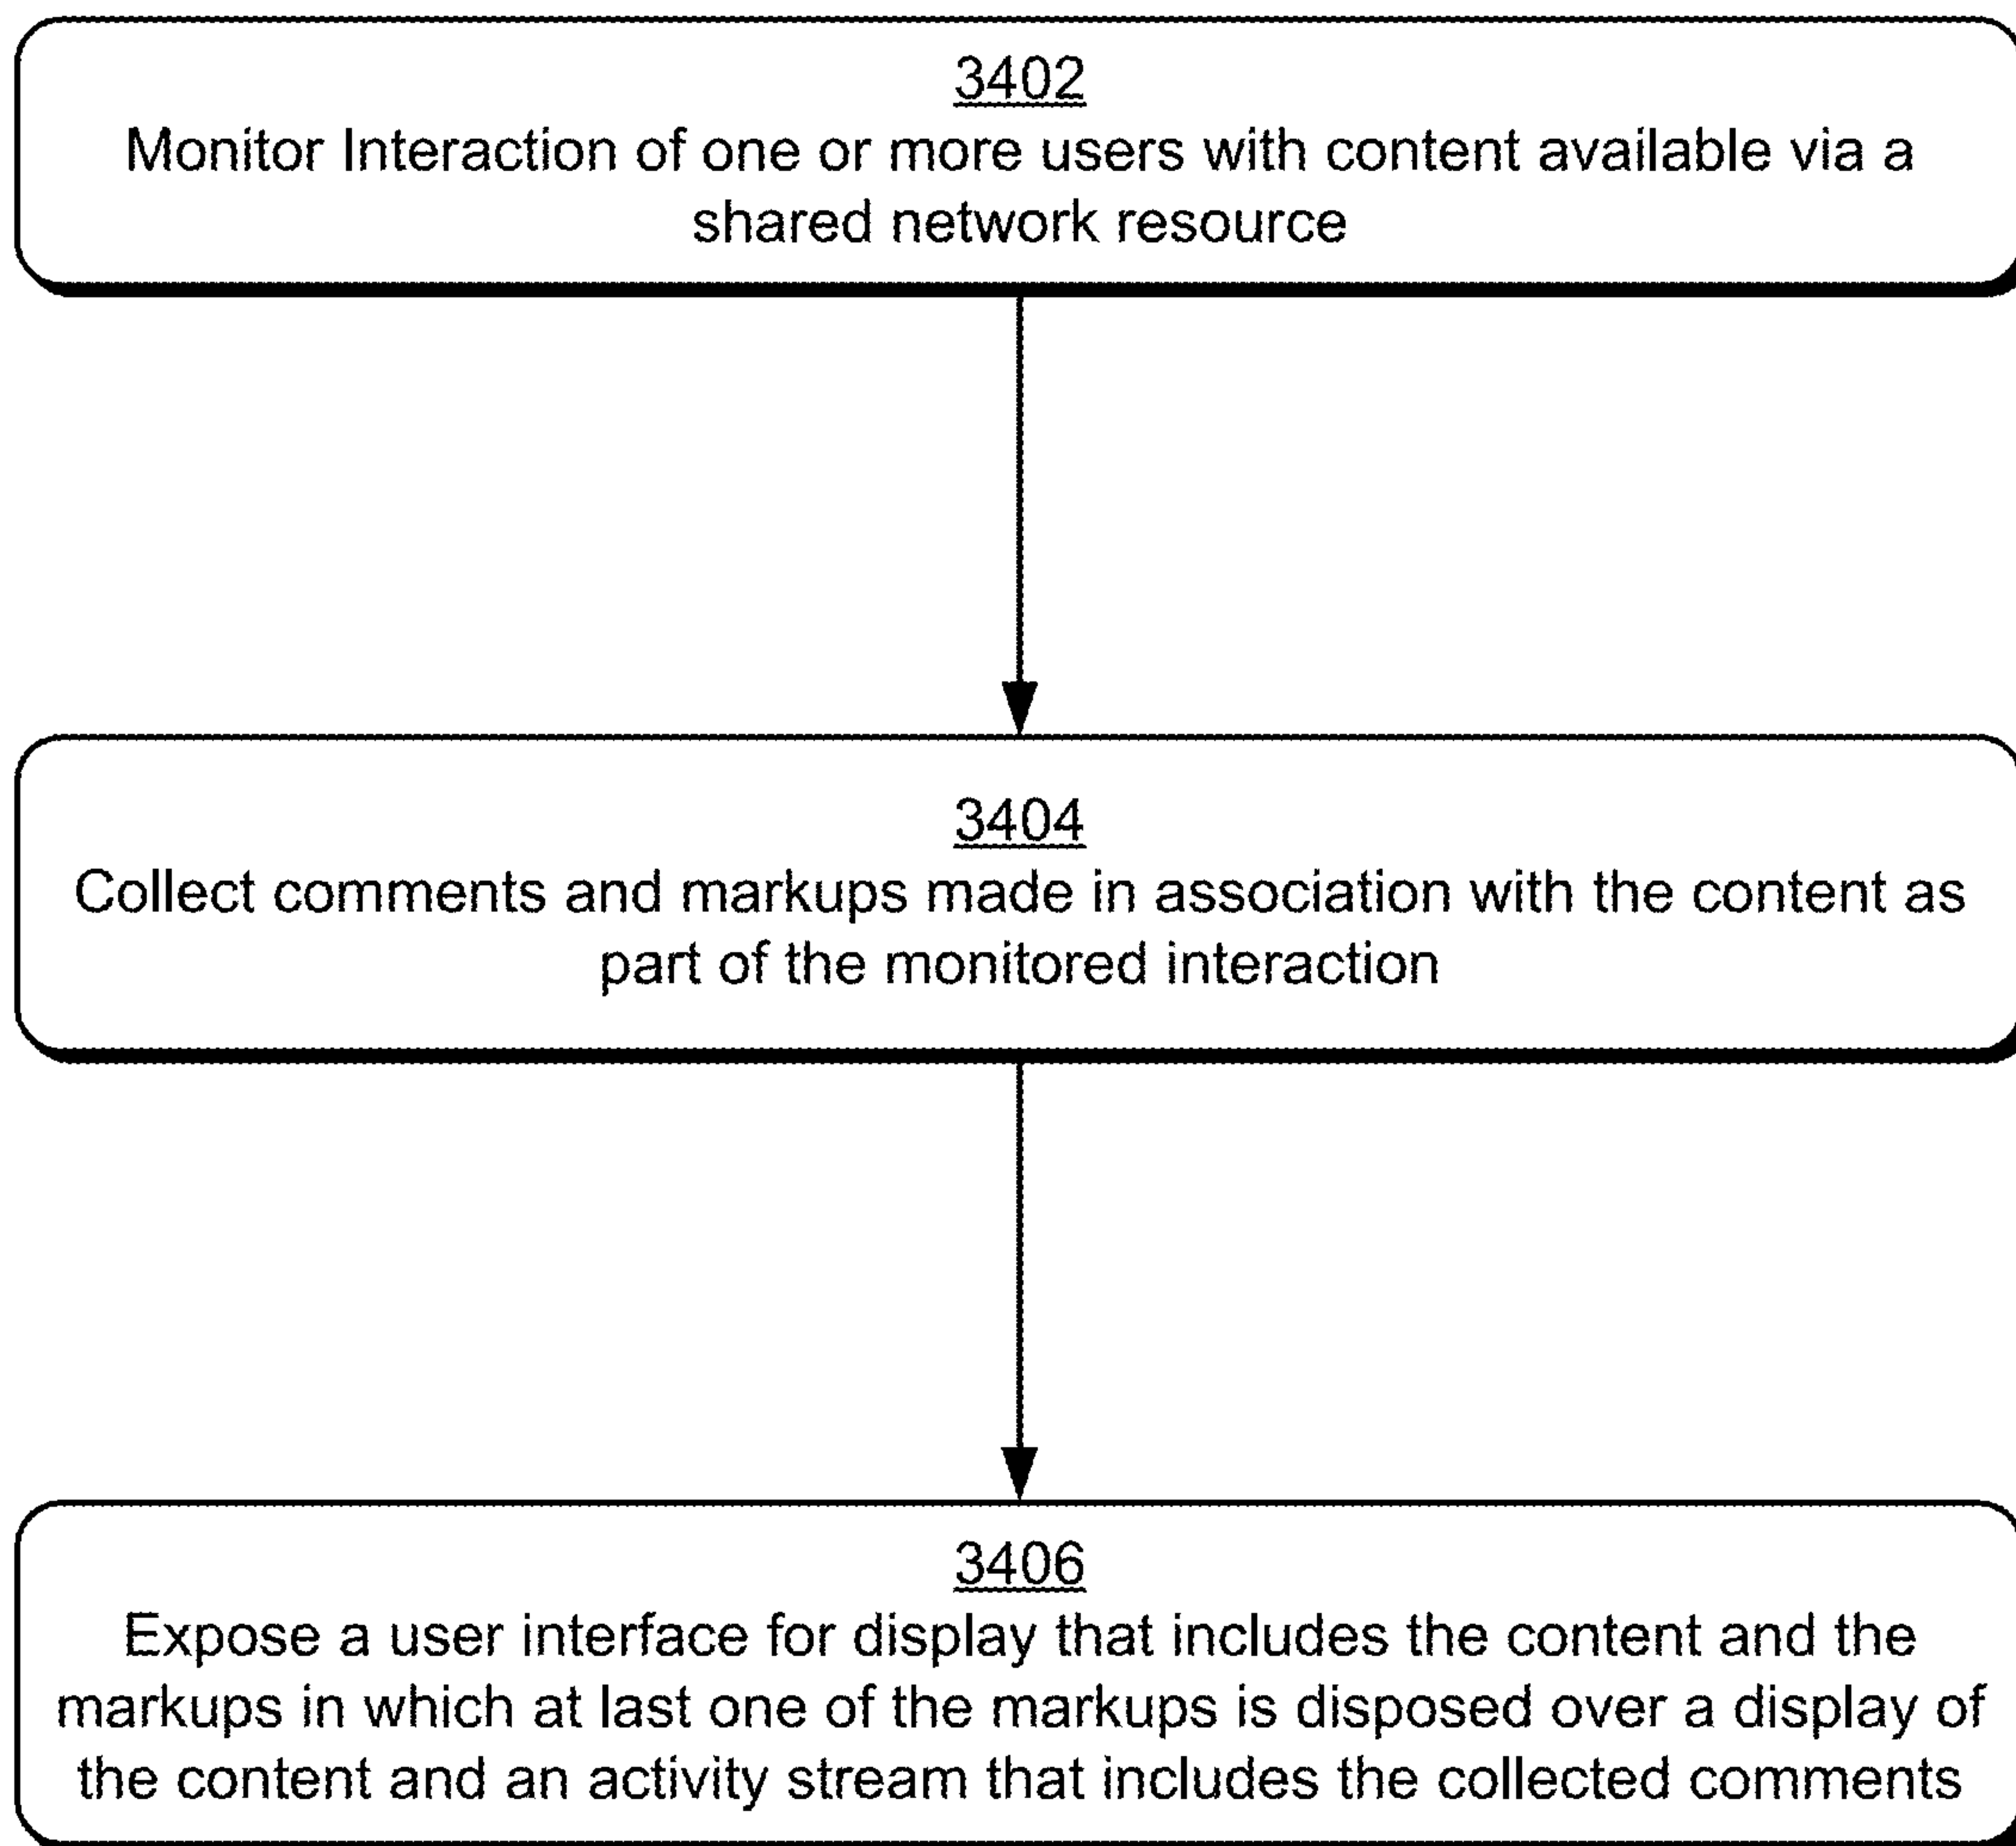 3402
Monitor Interaction of one or more users with content available via a
shared network resource
3404
Collect comments and markups made in association with the content as
part of the monitored interaction
3406
Expose a user interface for display that includes the content and the
markups in which at last one of the markups is disposed over a display of
the content and an activity stream that includes the collected comments